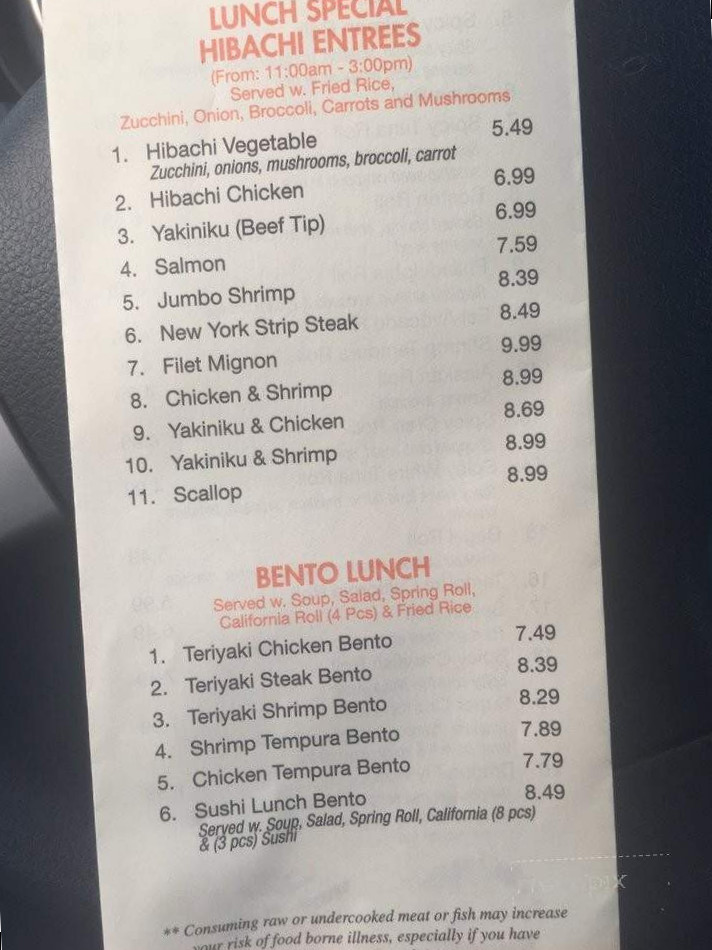 LUNCH SPECIAL
HIBACHI ENTREES
(From: 11:00am - 3:00pm)
Served w. Fried Rice,
Zucchini, Onion, Broccoli, Carrots and Mushrooms
1. Hibachi Vegetable 5.49
Zucchini, onions, mushrooms, broccoli, carrot
2. Hibachi Chicken 6.99
3. Yakiniku (Beef Tip) 6.99
4. Salmon 7.59
5. Jumbo Shrimp 8.39
6. New York Strip Steak 8.49
7. Filet Mignon 9.99
8. Chicken & Shrimp 8.99
9. Yakiniku & Chicken 8.69
10. Yakiniku & Shrimp 8.99
11. Scallop 8.99
BENTO LUNCH
Served w. Soup, Salad, Spring Roll,
California Roll (4 Pcs) & Fried Rice
1. Teriyaki Chicken Bento 7.49
2. Teriyaki Steak Bento 8.39
3. Teriyaki Shrimp Bento 8.29
4. Shrimp Tempura Bento 7.89
5. Chicken Tempura Bento 7.79
6. Sushi Lunch Bento 8.49
Served w. Soup, Salad, Spring Roll, California (8 pcs)
& (3 pcs) Sushi
** Consuming raw or undercooked meat or fish may increase
your risk of food borne illness, especially if you have